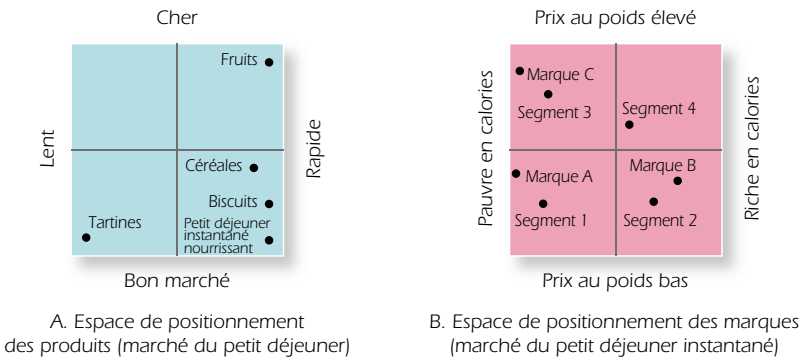 Cher
Fruits
Lent
Rapide
Céréales
Biscuits
Tartines
Petit déjeuner
instantané
nourrissant
Bon marché
A. Espace de positionnement
des produits (marché du petit déjeuner)
Prix au poids élevé
Marque C
Segment 3
Segment 4
Pauvre en calories
Riche en calories
Marque A
Marque B
Segment 1
Segment 2
Prix au poids bas
B. Espace de positionnement des marques
(marché du petit déjeuner instantané)